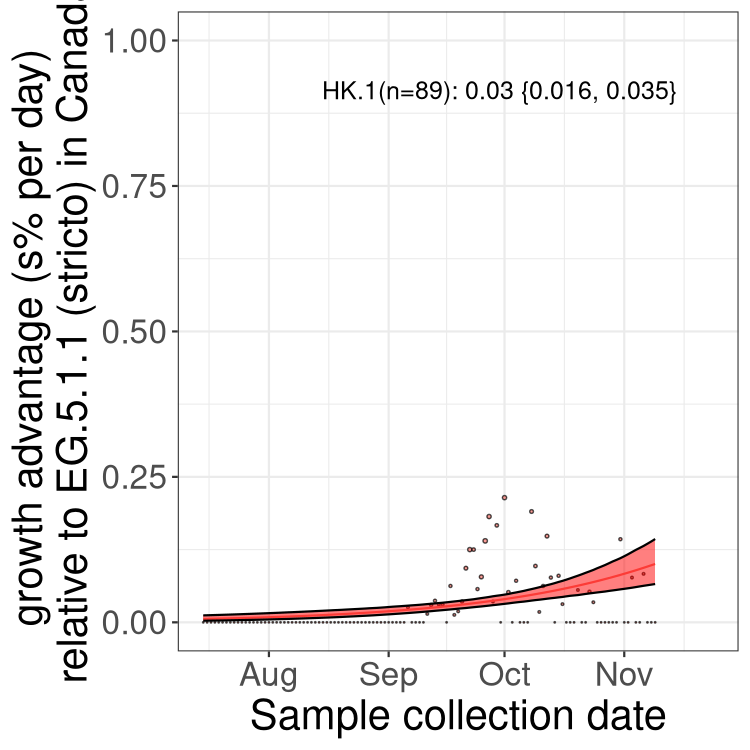 growth advantage (s% per day)
relative to EG.5.1.1 (stricto) in Canada
1.00
HK.1(n=89): 0.03 {0.016, 0.035}
0.75
0.50
0.25
0.00
Aug Sep Oct Nov
Sample collection date